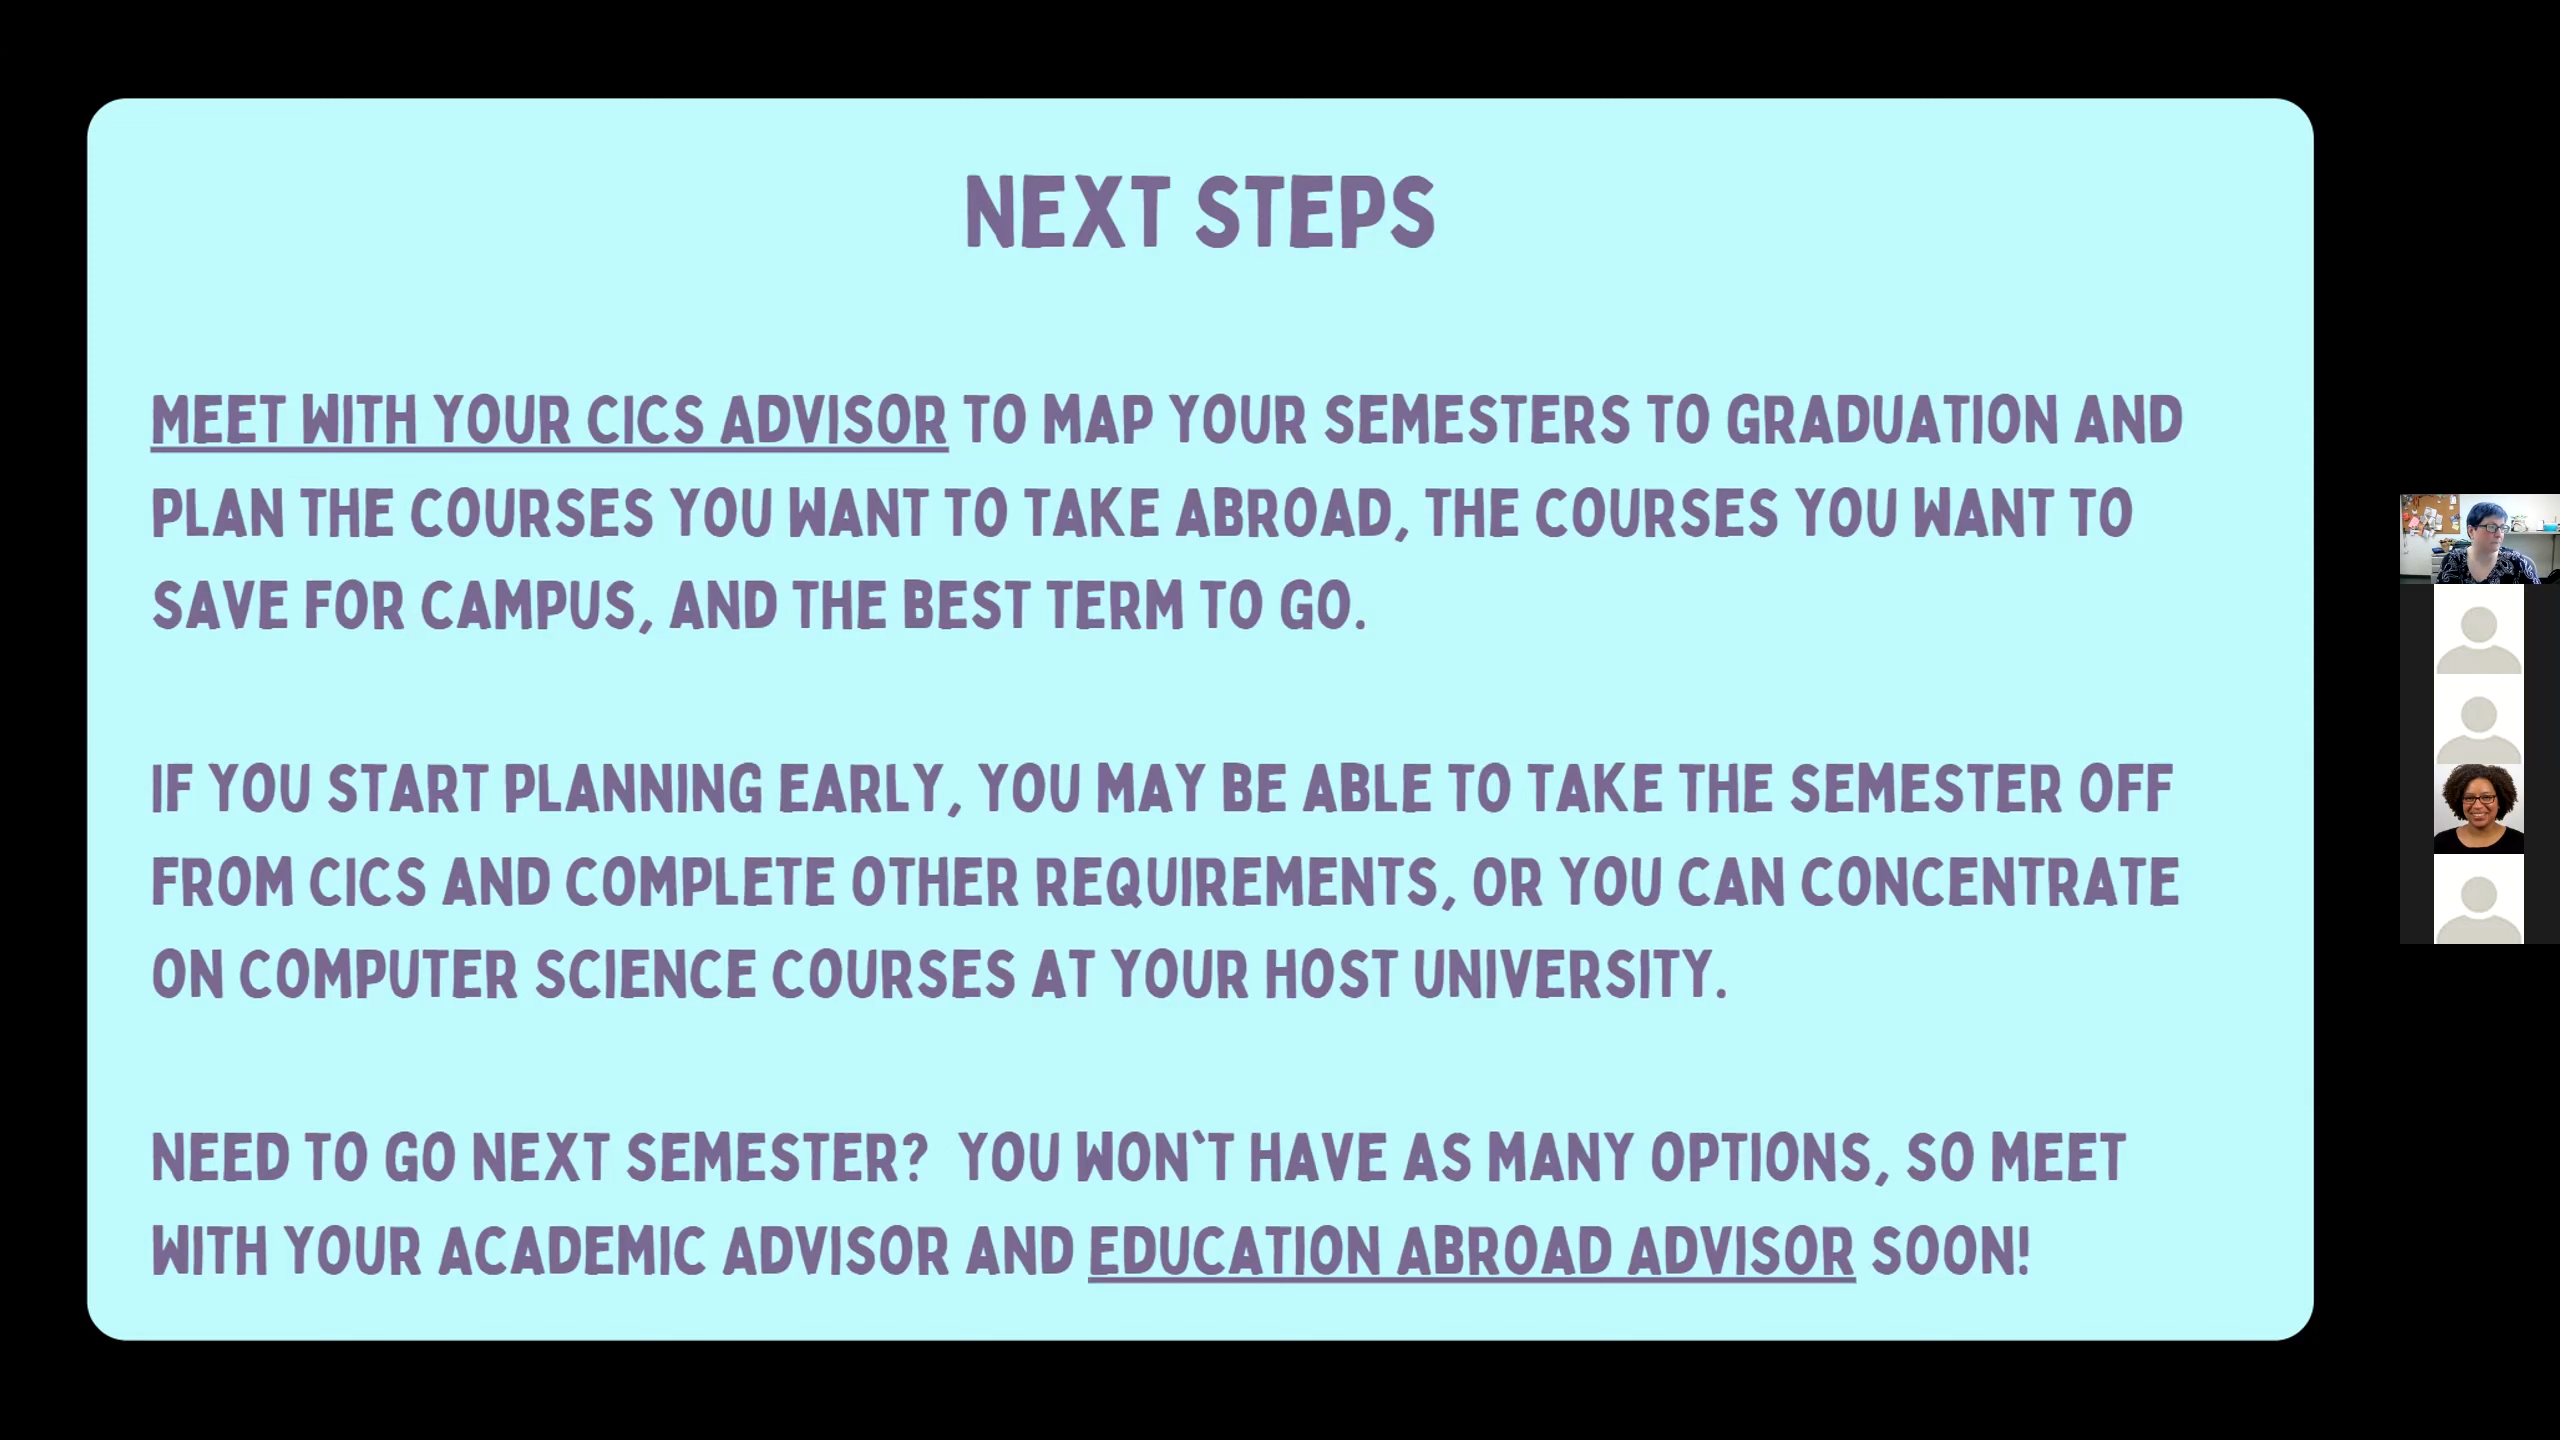 NEXT STEPS
MEET WITH YOUR CICS ADVISOR TO MAP YOUR SEMESTERS TO GRADUATION AND
PLAN THE COURSES YOU WANT TO TAKE ABROAD, THE COURSES YOU WANT TO
SAVE FOR CAMPUS, AND THE BEST TERM TO GO.
IF YOU START PLANNING EARLY, YOU MAY BE ABLE TO TAKE THE SEMESTER OFF
FROM CICS AND COMPLETE OTHER REQUIREMENTS, OR YOU CAN CONCENTRATE
ON COMPUTER SCIENCE COURSES AT YOUR HOST UNIVERSITY.
NEED TO GO NEXT SEMESTER? YOU WON'T HAVE AS MANY OPTIONS, SO MEET
WITH YOUR ACADEMIC ADVISOR AND EDUCATION ABROAD ADVISOR SOON!